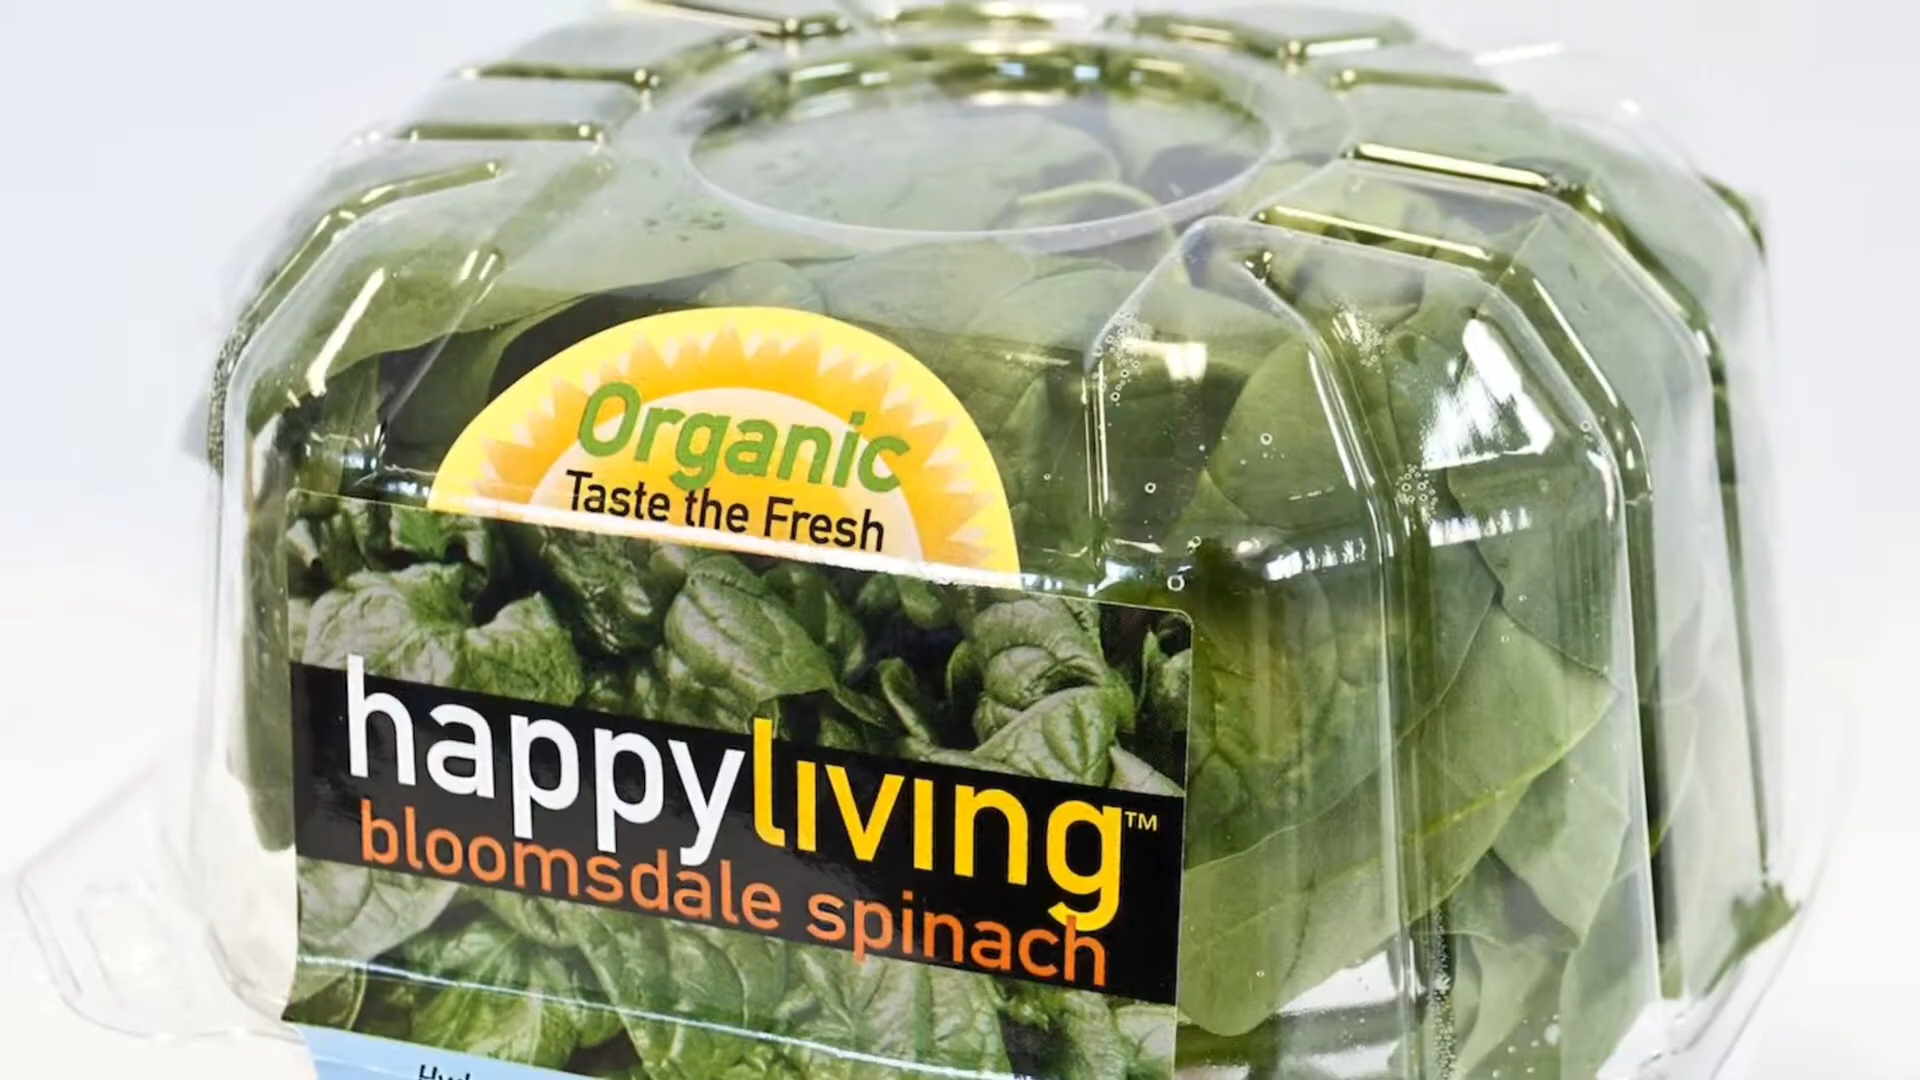 Organic
Taste the Fresh
happyliving™
bloomsdale spinach